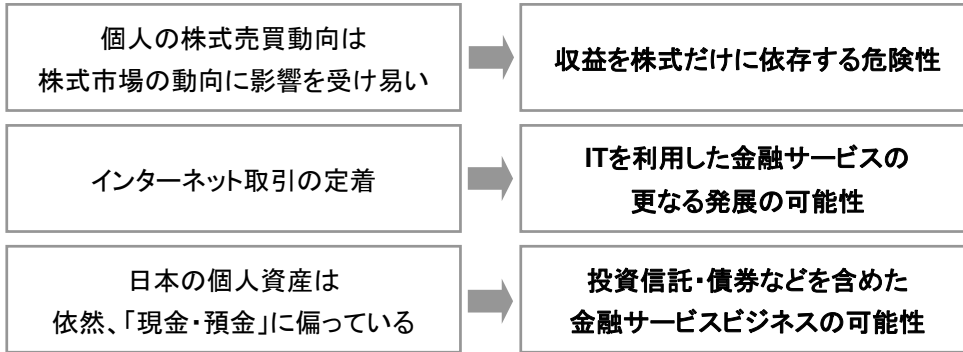 個人の株式売買動向は
株式市場の動向に影響を受け易い
収益を株式だけに依存する危険性
インターネット取引の定着
ITを利用した金融サービスの
更なる発展の可能性
日本の個人資産は
依然、「現金・預金」に偏っている
投資信託・債券などを含めた
金融サービスビジネスの可能性